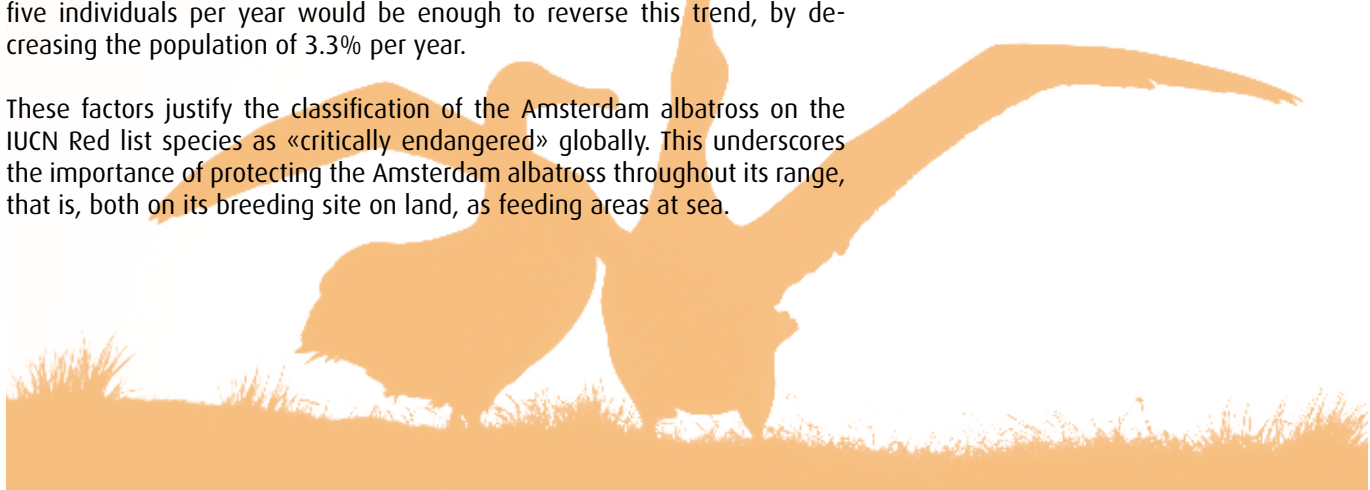 five individuals per year would be enough to reverse this trend, by de-
creasing the population of 3.3% per year.
These factors justify the classification of the Amsterdam albatross on the
IUCN Red list species as «critically endangered» globally. This underscores
the importance of protecting the Amsterdam albatross throughout its range,
that is, both on its breeding site on land, as feeding areas at sea.